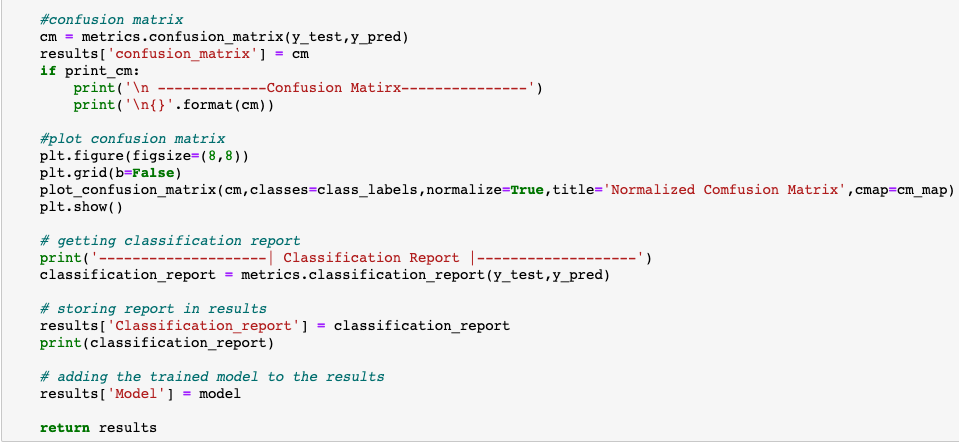 #confusion matrix
cm = metrics.confusion_matrix(y_test,y_pred)
results['confusion_matrix'] = cm
if print_cm:
    print('\n -------------Confusion Matirx---------------')
    print('\n{}'.format(cm))
#plot confusion matrix
plt.figure(figsize=(8,8))
plt.grid(b=False)
plot_confusion_matrix(cm,classes=class_labels,normalize=True,title='Normalized Comfusion Matrix',cmap=cm_map)
plt.show()
# getting classification report
print('--------------------| Classification Report |-------------------')
classification_report = metrics.classification_report(y_test,y_pred)
# storing report in results
results['Classification_report'] = classification_report
print(classification_report)
# adding the trained model to the results
results['Model'] = model
return results